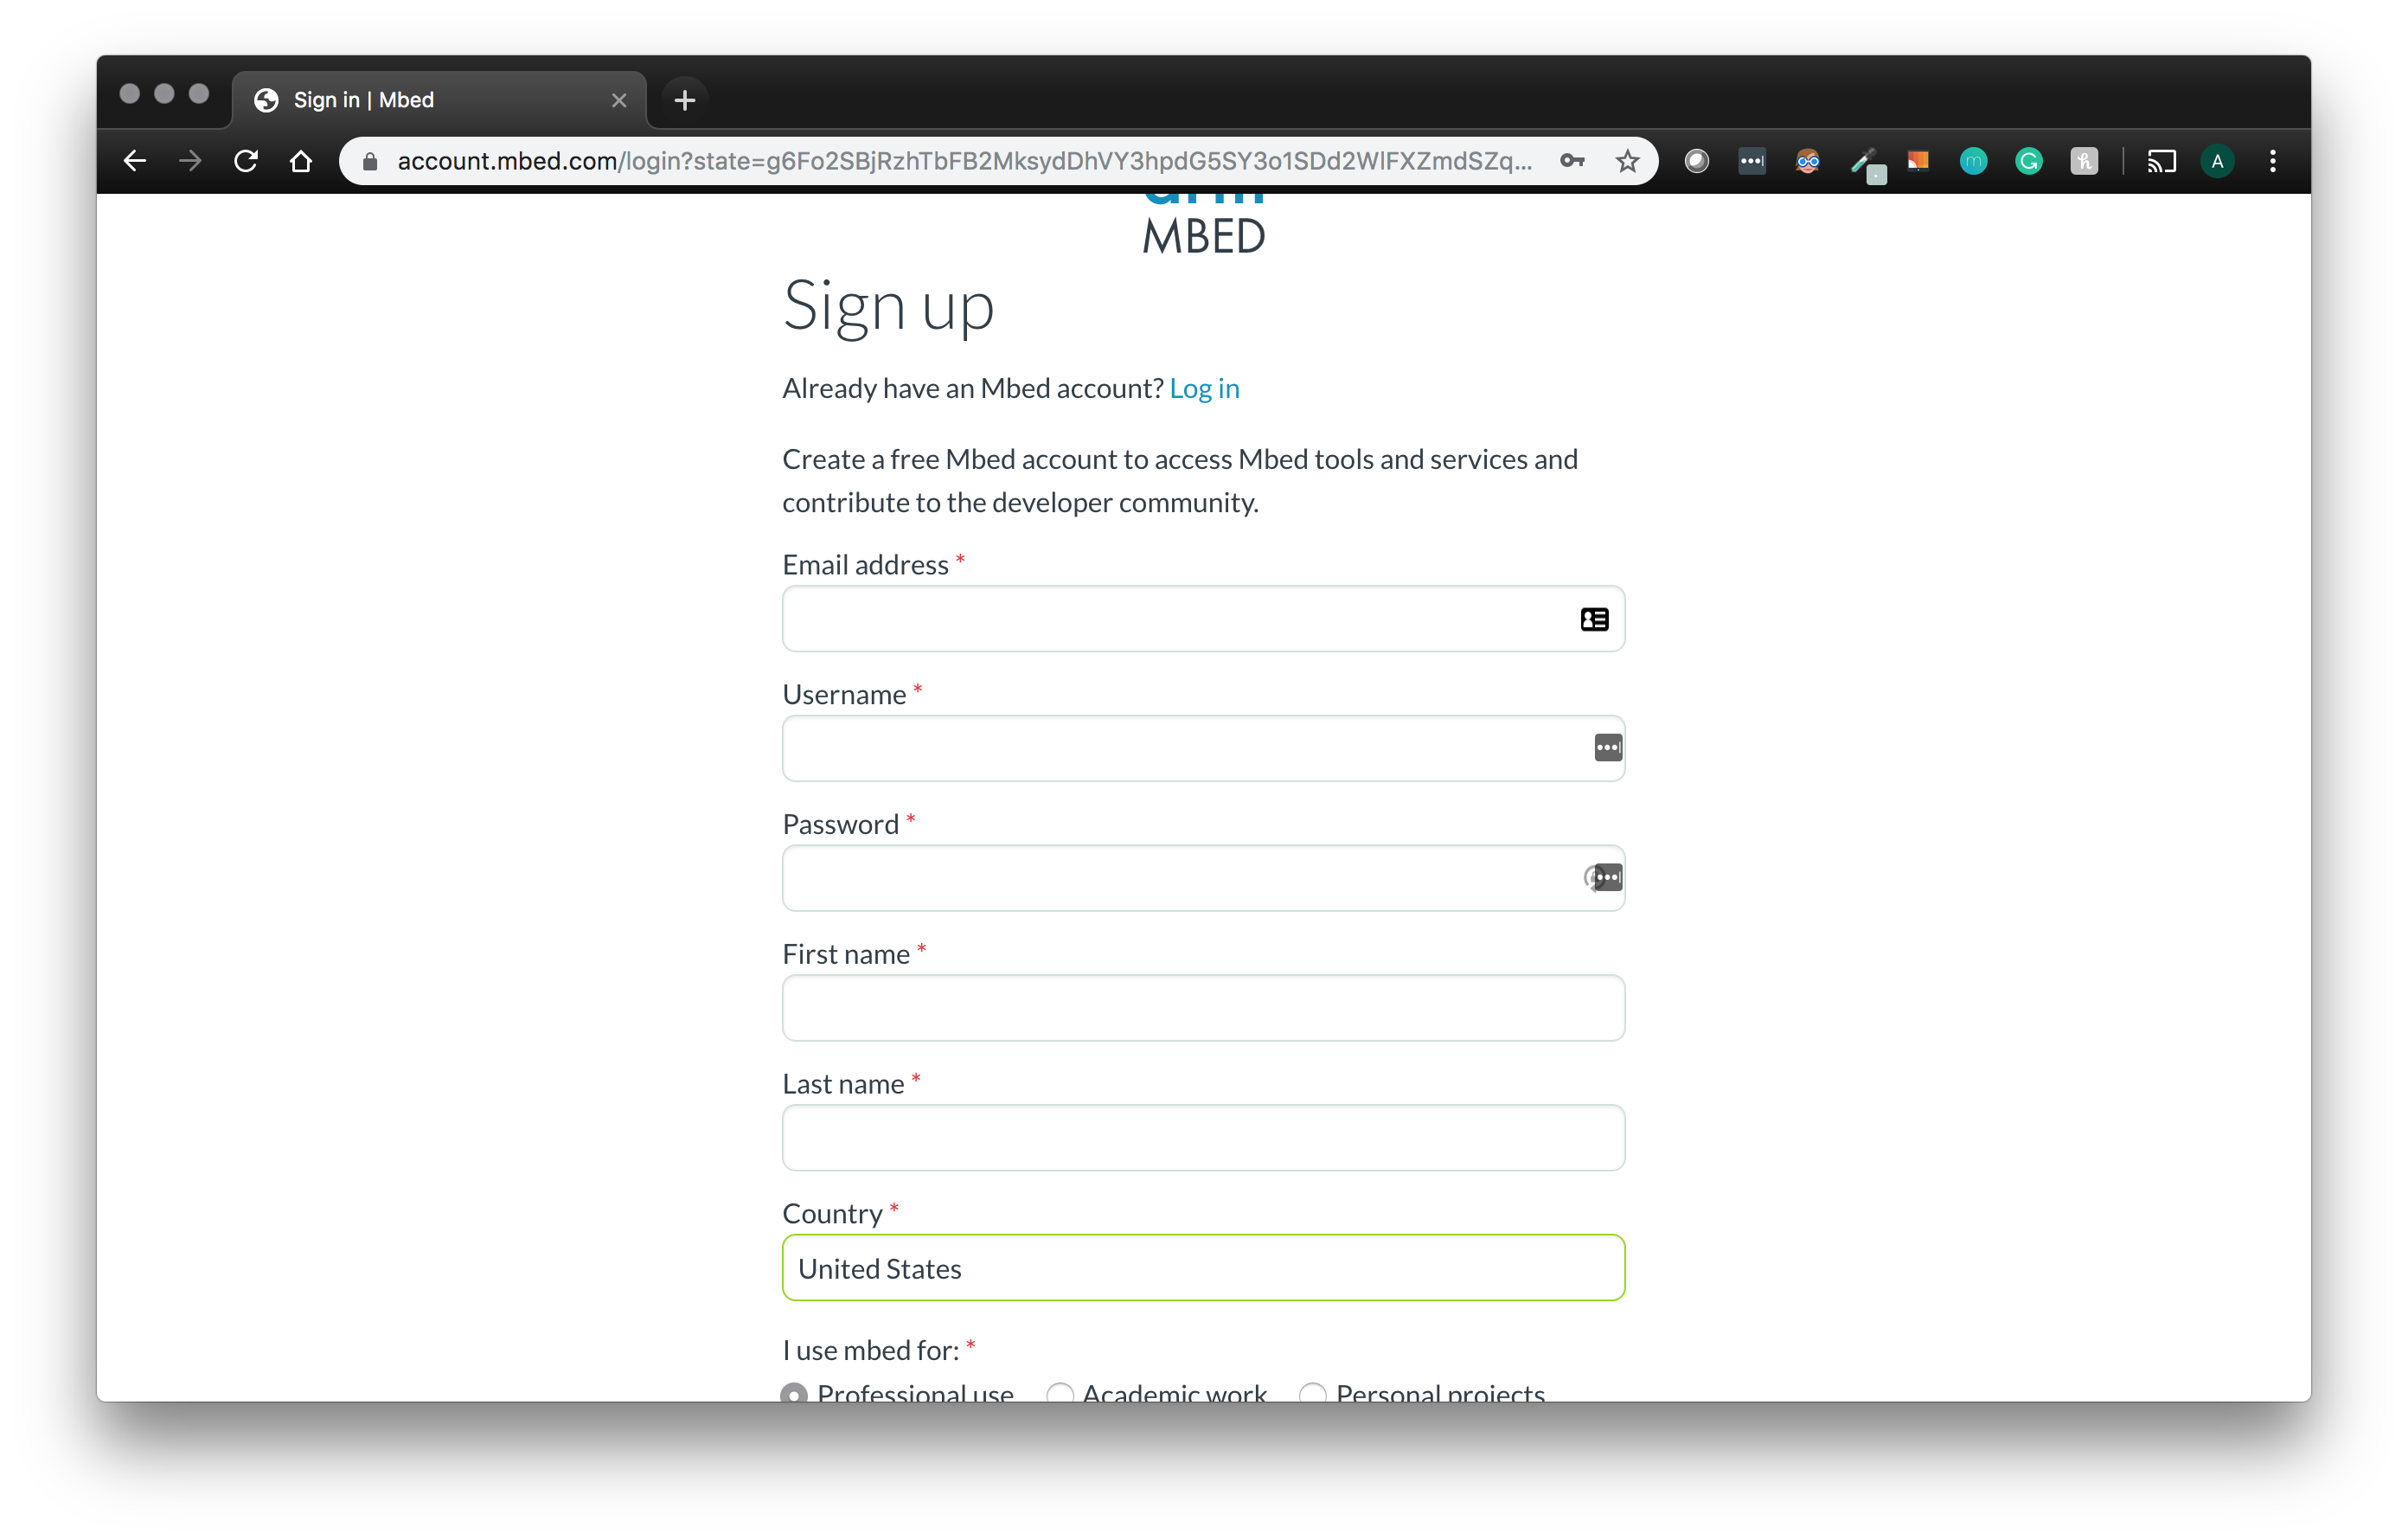 Sign in | Mbed
account.mbed.com/login?state=g6Fo2SBjRzhTbFB2MksydDhVY3hpdG5SY3o1SDd2WlFXZmdSZq...
A
arm
MBED
Sign up
Already have an Mbed account? Log in
Create a free Mbed account to access Mbed tools and services and
contribute to the developer community.
Email address *
Username *
Password *
First name *
Last name *
Country *
United States
I use mbed for: *
Professional use Academic work Personal projects